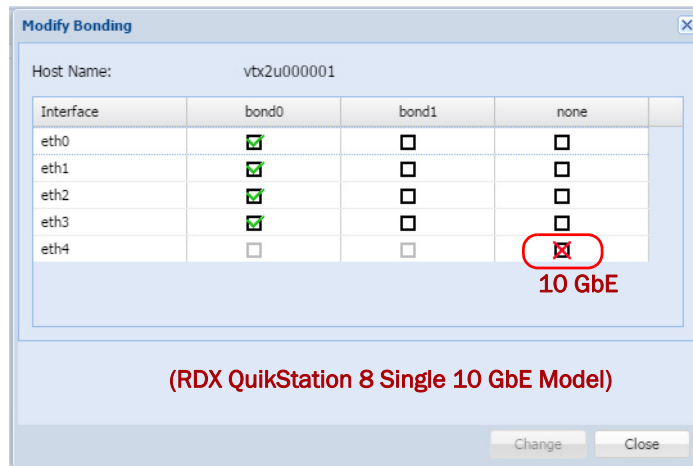 Modify Bonding
Host Name: vtx2u000001
Interface bond0 bond1 none
eth0
eth1
eth2
eth3
eth4
10 GbE
(RDX QuikStation 8 Single 10 GbE Model)
Change Close